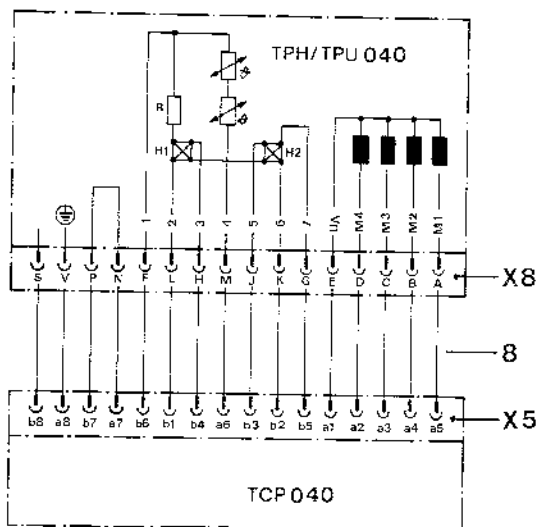 TPH/TPU 040
R
H1
H2
1 2 3 4 5 6 7 Un M4 M3 M2 M1
S V P N F L H M J K G E D C B A
X8
8
b8 a8 b7 a7 b6 b1 b4 a6 b3 b2 b5 a1 a2 a3 a4 a5
X5
TCP 040